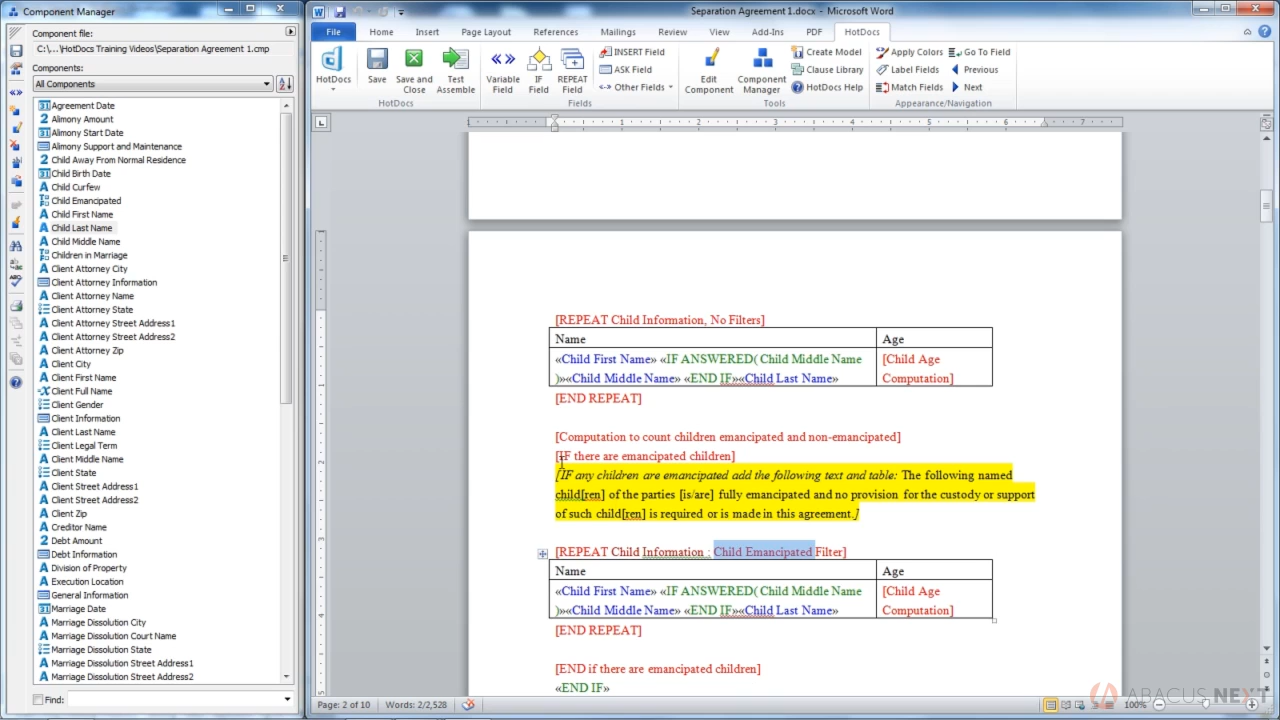 Component Manager
Component file:
C:\...\HotDocs Training Videos\Separation Agreement 1.cmp
Components:
All Components
Agreement Date
Alimony Amount
Alimony Start Date
Alimony Support and Maintenance
Child Away From Normal Residence
Child Birth Date
Child Curfew
Child Emancipated
Child First Name
Child Last Name
Child Middle Name
Children in Marriage
Client Attorney City
Client Attorney Information
Client Attorney Name
Client Attorney State
Client Attorney Street Address1
Client Attorney Street Address2
Client Attorney Zip
Client City
Client First Name
Client Full Name
Client Gender
Client Information
Client Last Name
Client Legal Term
Client Middle Name
Client State
Client Street Address1
Client Street Address2
Client Zip
Creditor Name
Debt Amount
Debt Information
Division of Property
Execution Location
General Information
Marriage Date
Marriage Dissolution City
Marriage Dissolution Court Name
Marriage Dissolution State
Marriage Dissolution Street Address1
Marriage Dissolution Street Address2
Find:
Separation Agreement 1.docx - Microsoft Word
File Home Insert Page Layout References Mailings Review View Add-Ins PDF HotDocs
HotDocs
Save
Save and Close
Test Assemble
HotDocs
Variable Field
IF Field
REPEAT Field
INSERT Field
ASK Field
Other Fields
Fields
Edit Component
Component Manager
Create Model
Clause Library
HotDocs Help
Tools
Apply Colors
Label Fields
Match Fields
Go To Field
Previous
Next
Appearance/Navigation
1 2 3 4 5 6 7
[REPEAT Child Information, No Filters]
Name Age
«Child First Name» «IF ANSWERED( Child Middle Name [Child Age
)»«Child Middle Name» «END IF»«Child Last Name» Computation]
[END REPEAT]
[Computation to count children emancipated and non-emancipated]
[IF there are emancipated children]
[IF any children are emancipated add the following text and table: The following named
child[ren] of the parties [is/are] fully emancipated and no provision for the custody or support
of such child[ren] is required or is made in this agreement.]
[REPEAT Child Information : Child Emancipated Filter]
Name Age
«Child First Name» «IF ANSWERED( Child Middle Name [Child Age
)»«Child Middle Name» «END IF»«Child Last Name» Computation]
[END REPEAT]
[END if there are emancipated children]
«END IF»
Page: 2 of 10 Words: 2/2,528 100%
ABACUS NEXT